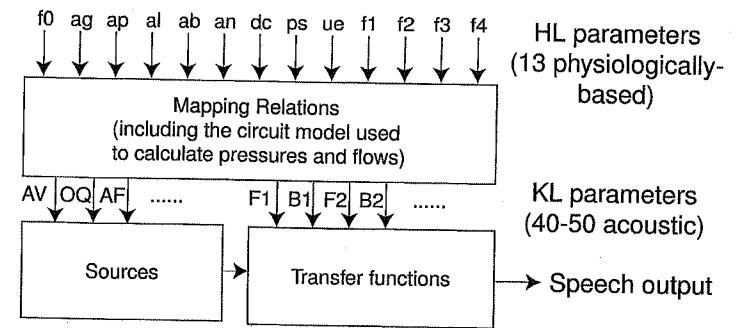 f0 ag ap al ab an dc ps ue f1 f2 f3 f4
HL parameters
(13 physiologically-
based)
Mapping Relations
(including the circuit model used
to calculate pressures and flows)
AV OQ AF ...... F1 B1 F2 B2 ......
KL parameters
(40-50 acoustic)
Sources
Transfer functions
Speech output